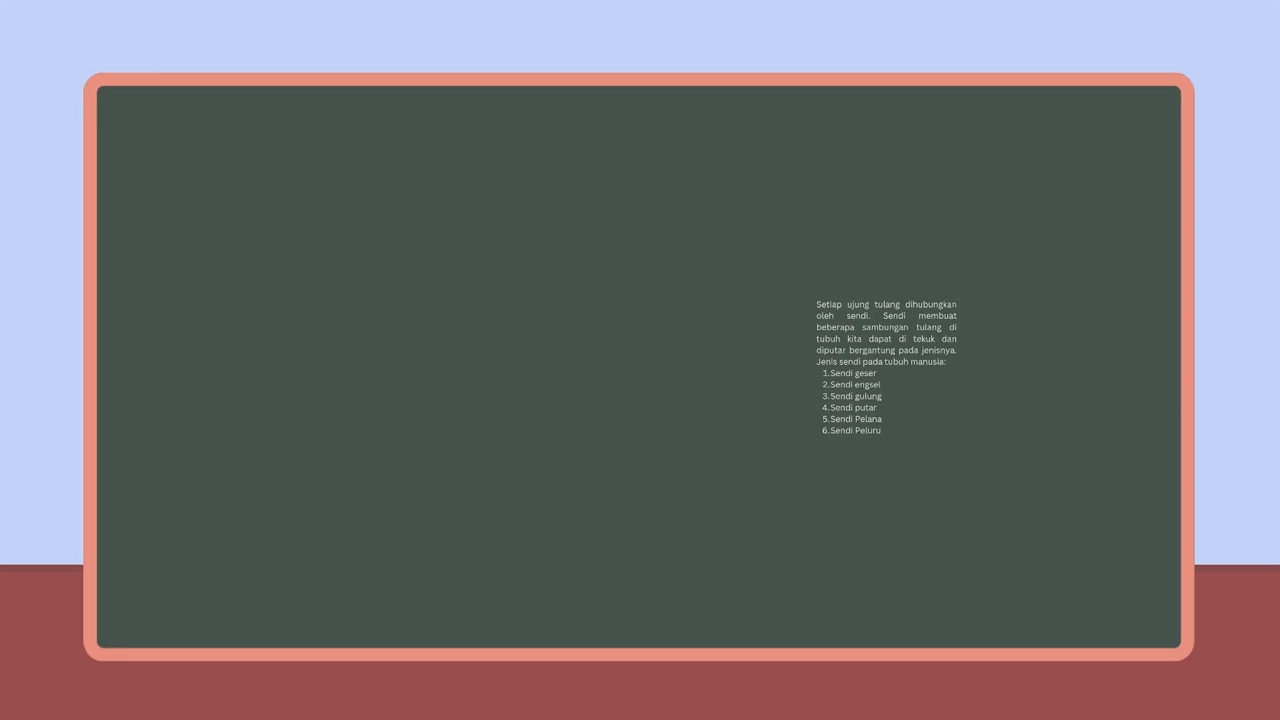 Setiap ujung tulang dihubungkan
oleh sendi. Sendi membuat
beberapa sambungan tulang di
tubuh kita dapat di tekuk dan
diputar bergantung pada jenisnya.
Jenis sendi pada tubuh manusia:
1.Sendi geser
2.Sendi engsel
3.Sendi gulung
4.Sendi putar
5.Sendi Pelana
6.Sendi Peluru